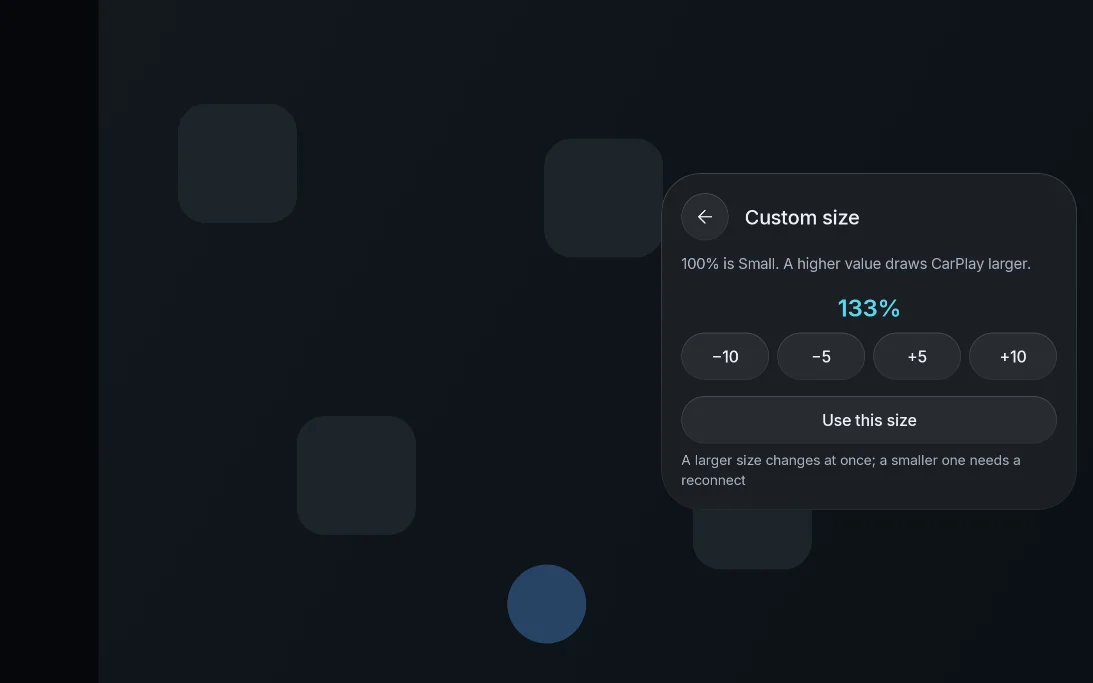 Custom size
100% is Small. A higher value draws CarPlay larger.
133%
−10 −5 +5 +10
Use this size
A larger size changes at once; a smaller one needs a
reconnect